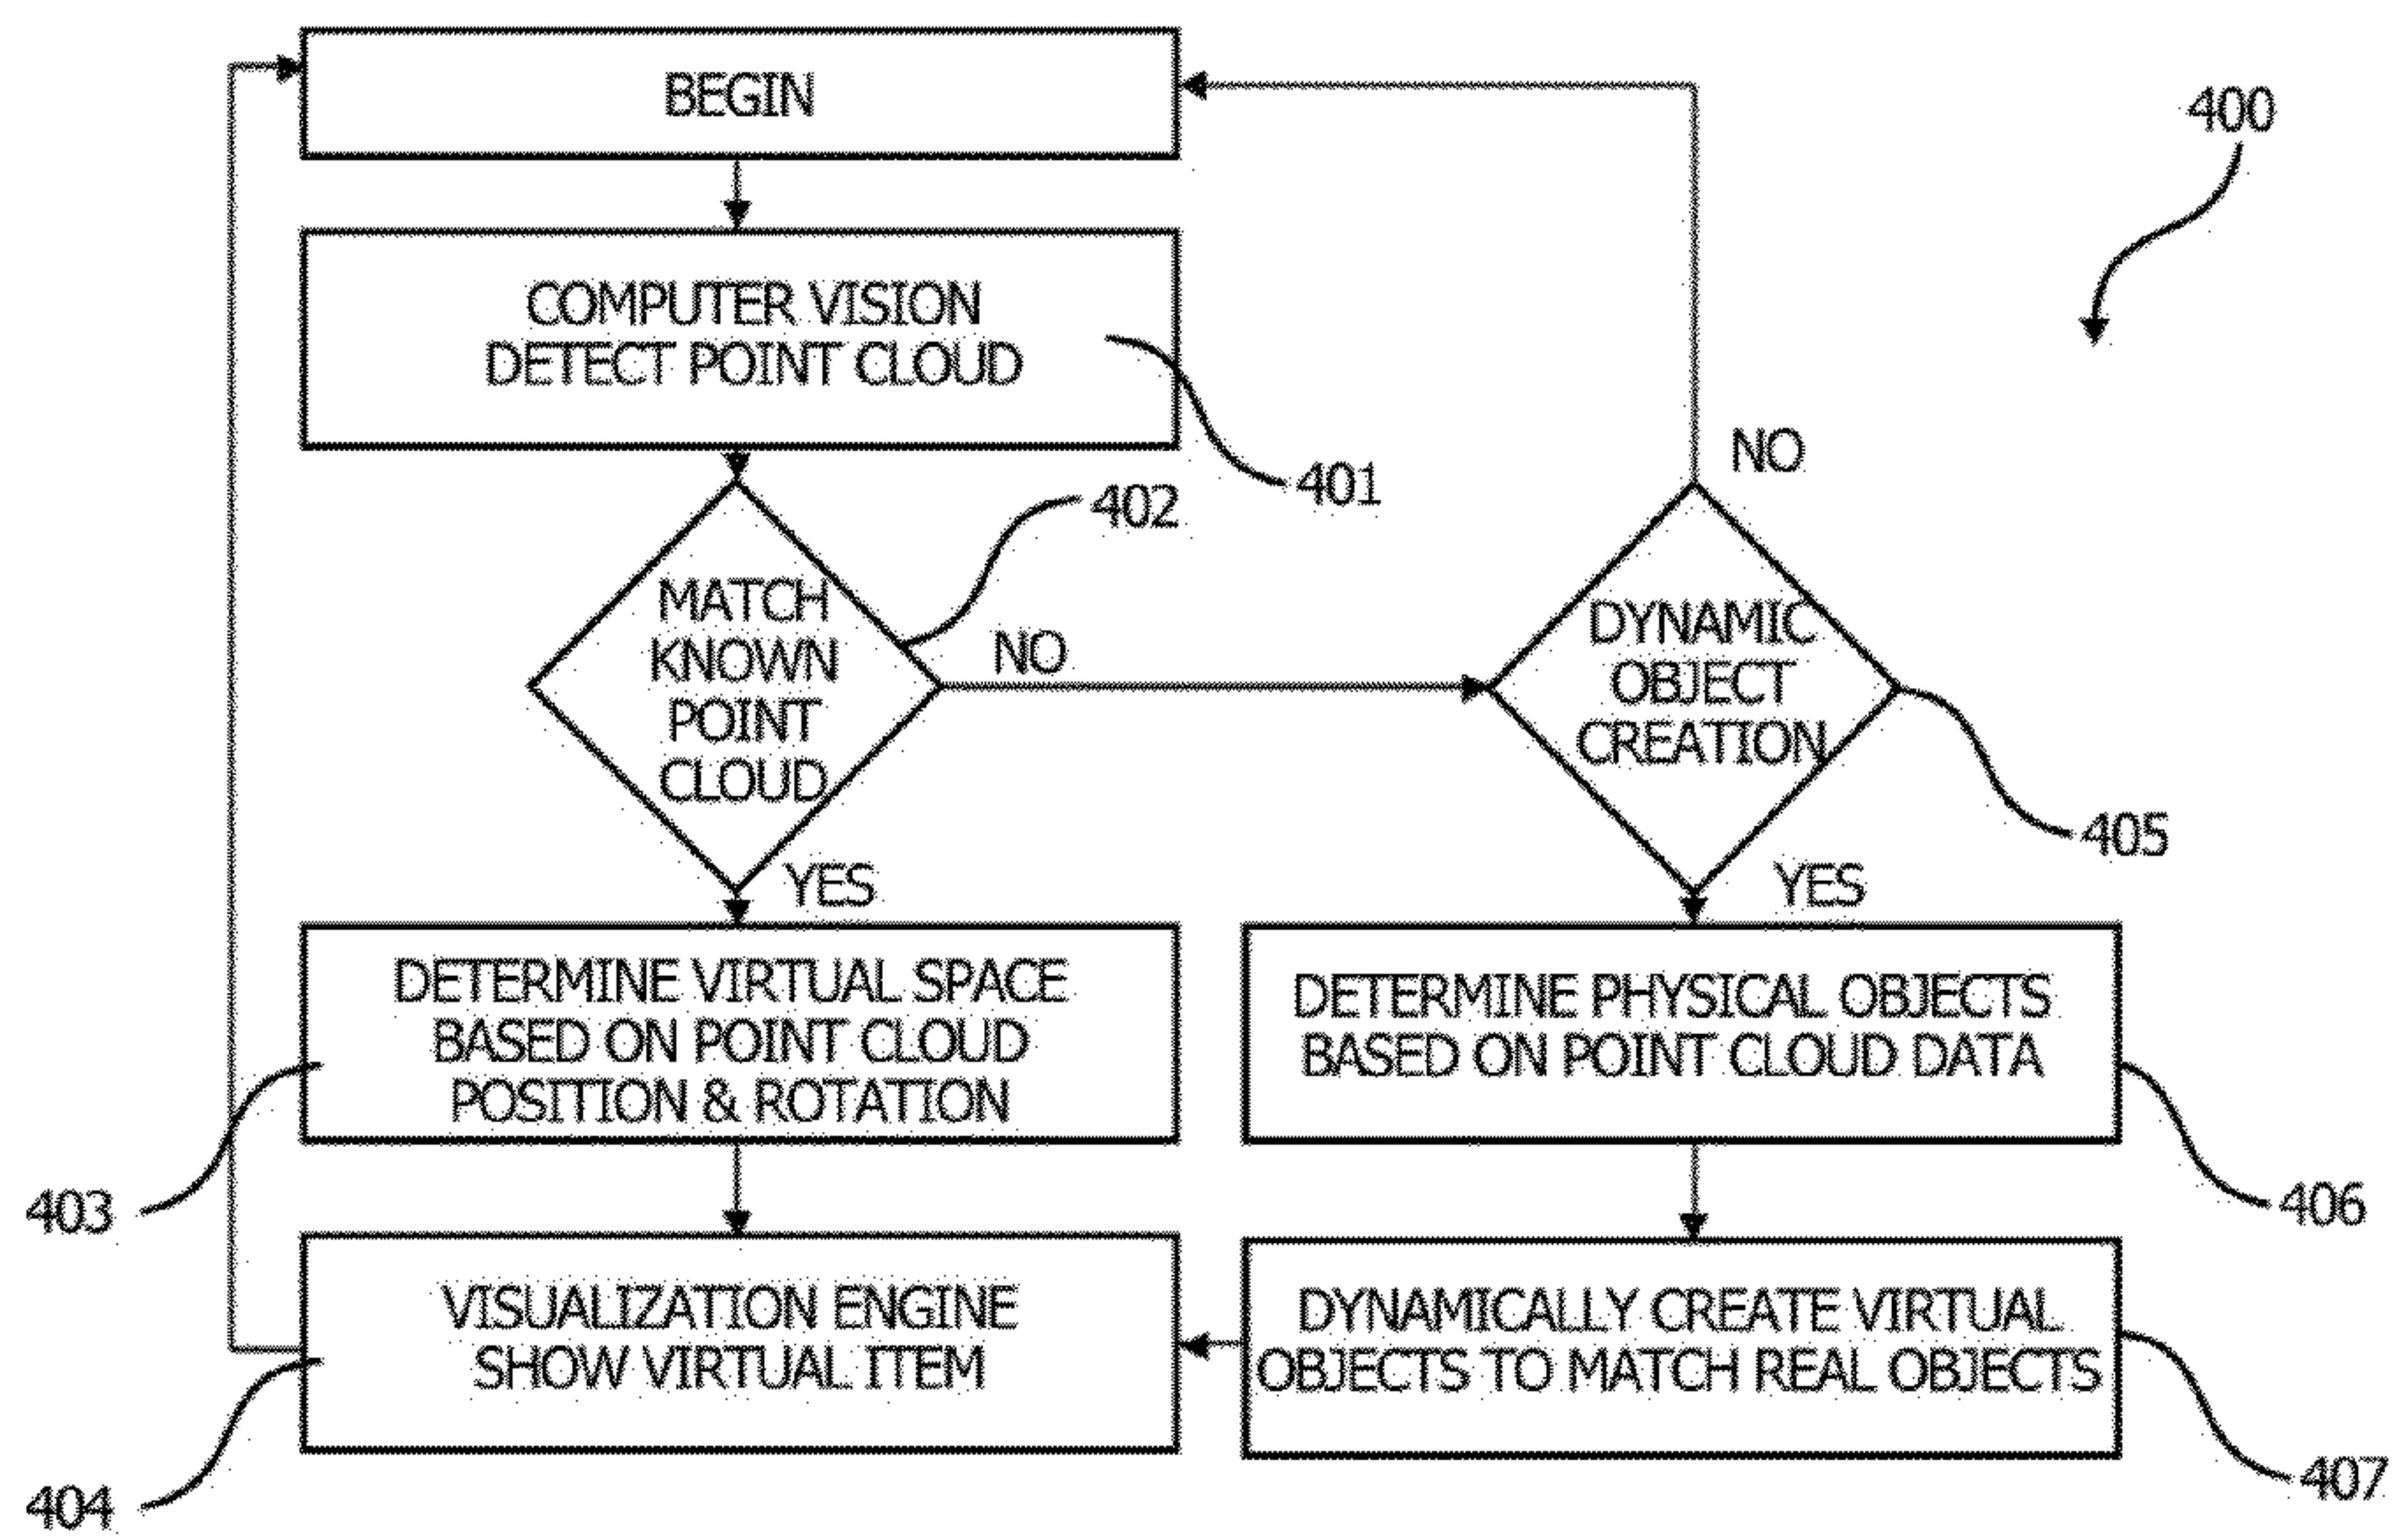 BEGIN
400
COMPUTER VISION
DETECT POINT CLOUD
401
402
NO
MATCH
KNOWN
POINT
CLOUD
NO
DYNAMIC
OBJECT
CREATION
405
YES
YES
DETERMINE VIRTUAL SPACE
BASED ON POINT CLOUD
POSITION & ROTATION
403
DETERMINE PHYSICAL OBJECTS
BASED ON POINT CLOUD DATA
406
VISUALIZATION ENGINE
SHOW VIRTUAL ITEM
404
DYNAMICALLY CREATE VIRTUAL
OBJECTS TO MATCH REAL OBJECTS
407